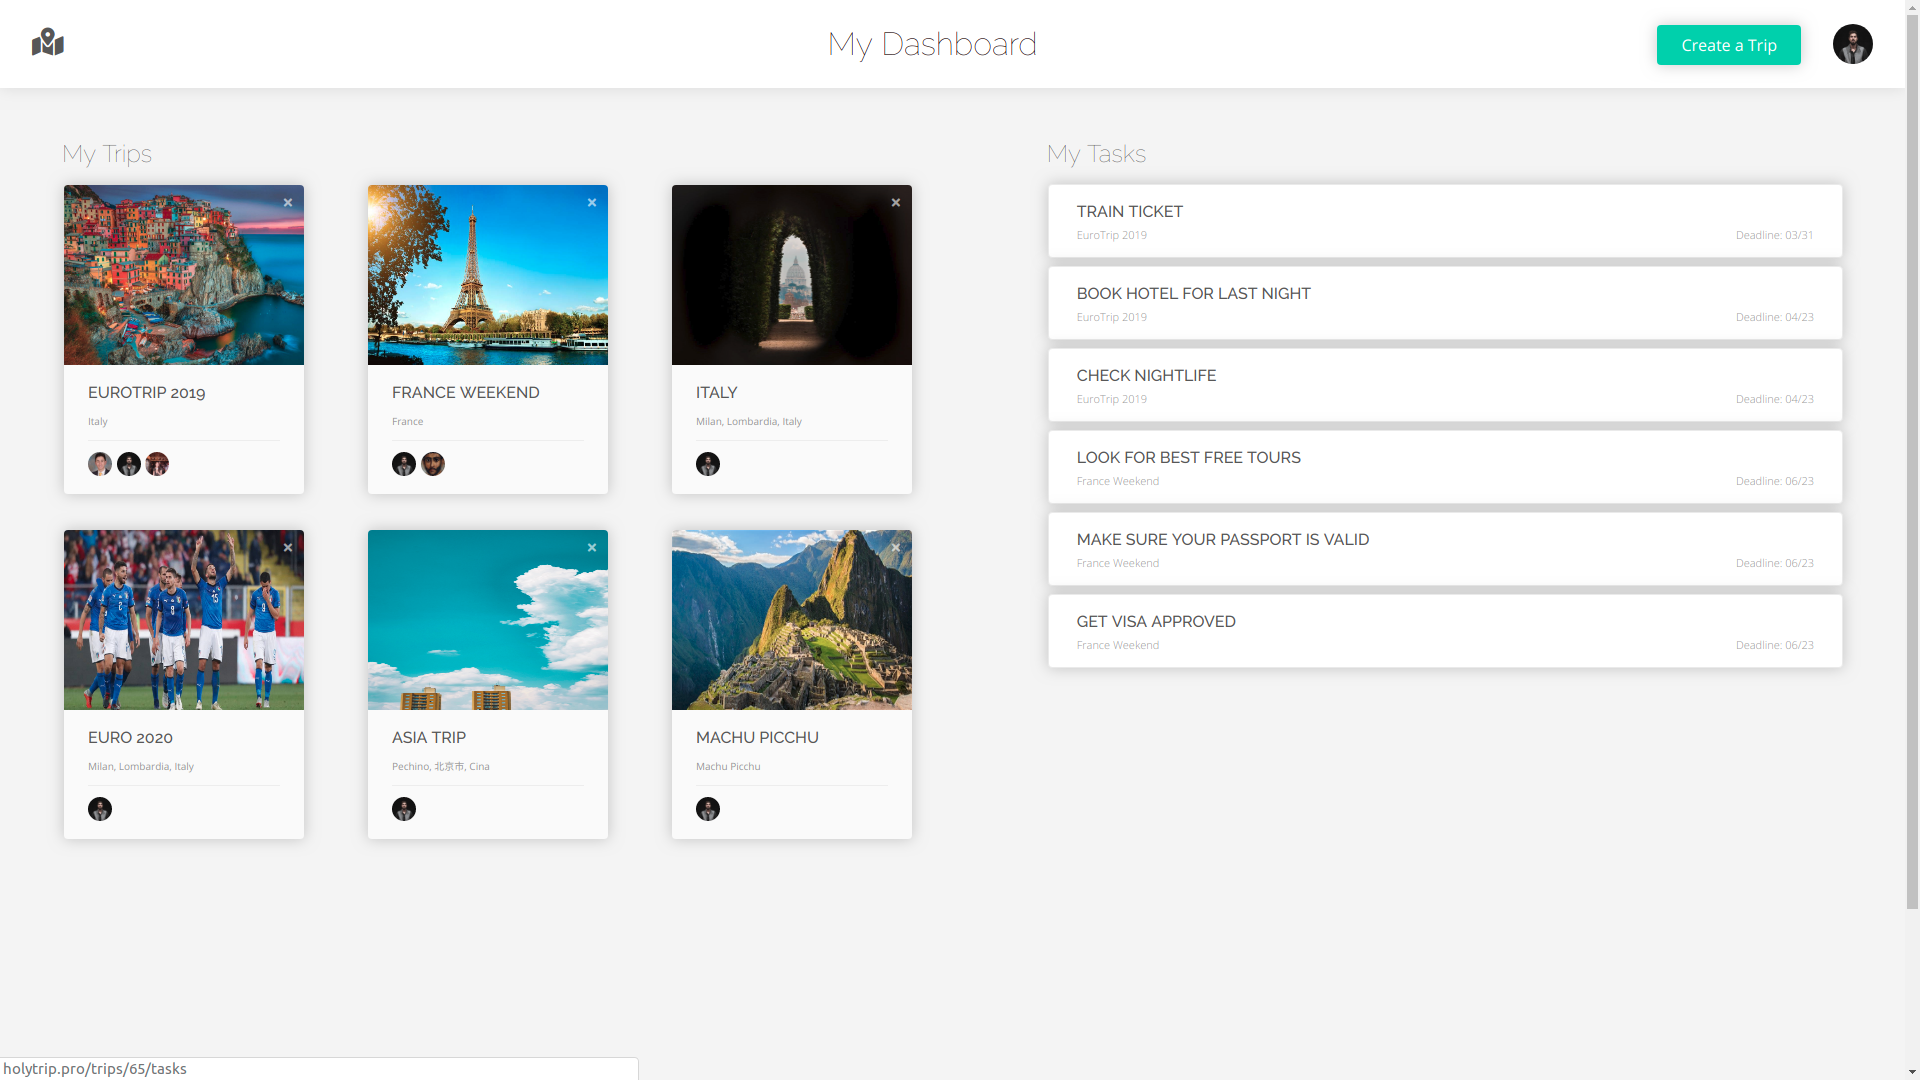 My Dashboard
Create a Trip
My Trips
EUROTRIP 2019
Italy
FRANCE WEEKEND
France
ITALY
Milan, Lombardia, Italy
EURO 2020
Milan, Lombardia, Italy
ASIA TRIP
Pechino, 北京市, Cina
MACHU PICCHU
Machu Picchu
My Tasks
TRAIN TICKET
EuroTrip 2019
Deadline: 03/31
BOOK HOTEL FOR LAST NIGHT
EuroTrip 2019
Deadline: 04/23
CHECK NIGHTLIFE
EuroTrip 2019
Deadline: 04/23
LOOK FOR BEST FREE TOURS
France Weekend
Deadline: 06/23
MAKE SURE YOUR PASSPORT IS VALID
France Weekend
Deadline: 06/23
GET VISA APPROVED
France Weekend
Deadline: 06/23
holytrip.pro/trips/65/tasks